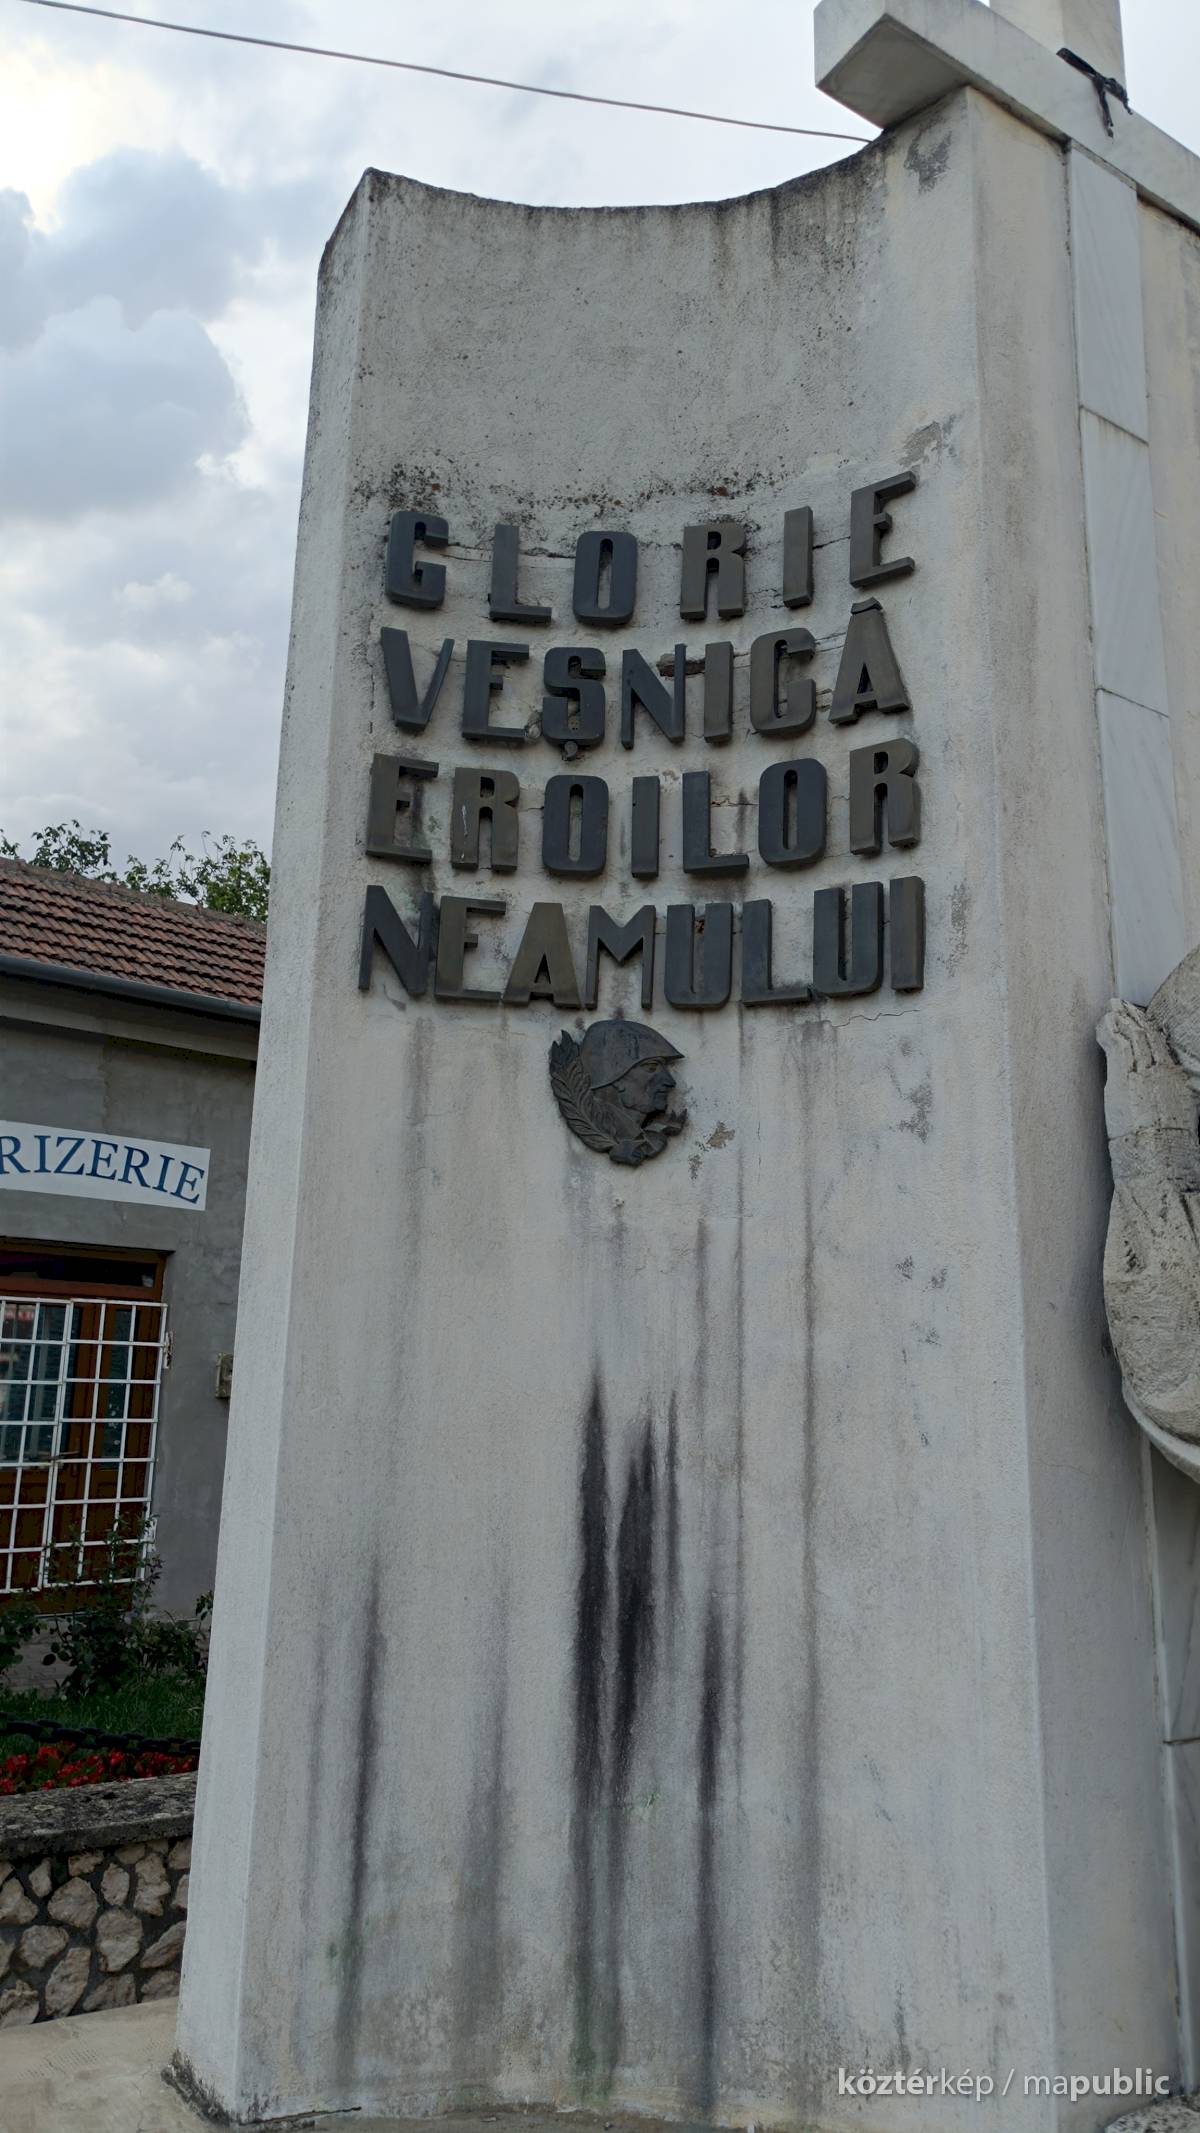 GLORIE
VEȘNICĂ
EROILOR
NEAMULUI
RIZERIE
köztérkép / mapublic